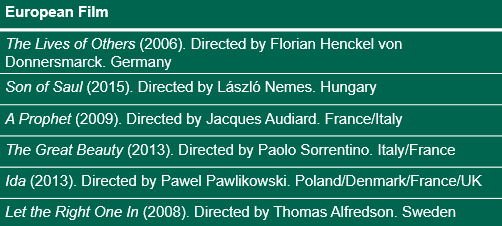 European Film
The Lives of Others (2006). Directed by Florian Henckel von
Donnersmarck. Germany
Son of Saul (2015). Directed by László Nemes. Hungary
A Prophet (2009). Directed by Jacques Audiard. France/Italy
The Great Beauty (2013). Directed by Paolo Sorrentino. Italy/France
Ida (2013). Directed by Pawel Pawlikowski. Poland/Denmark/France/UK
Let the Right One In (2008). Directed by Thomas Alfredson. Sweden